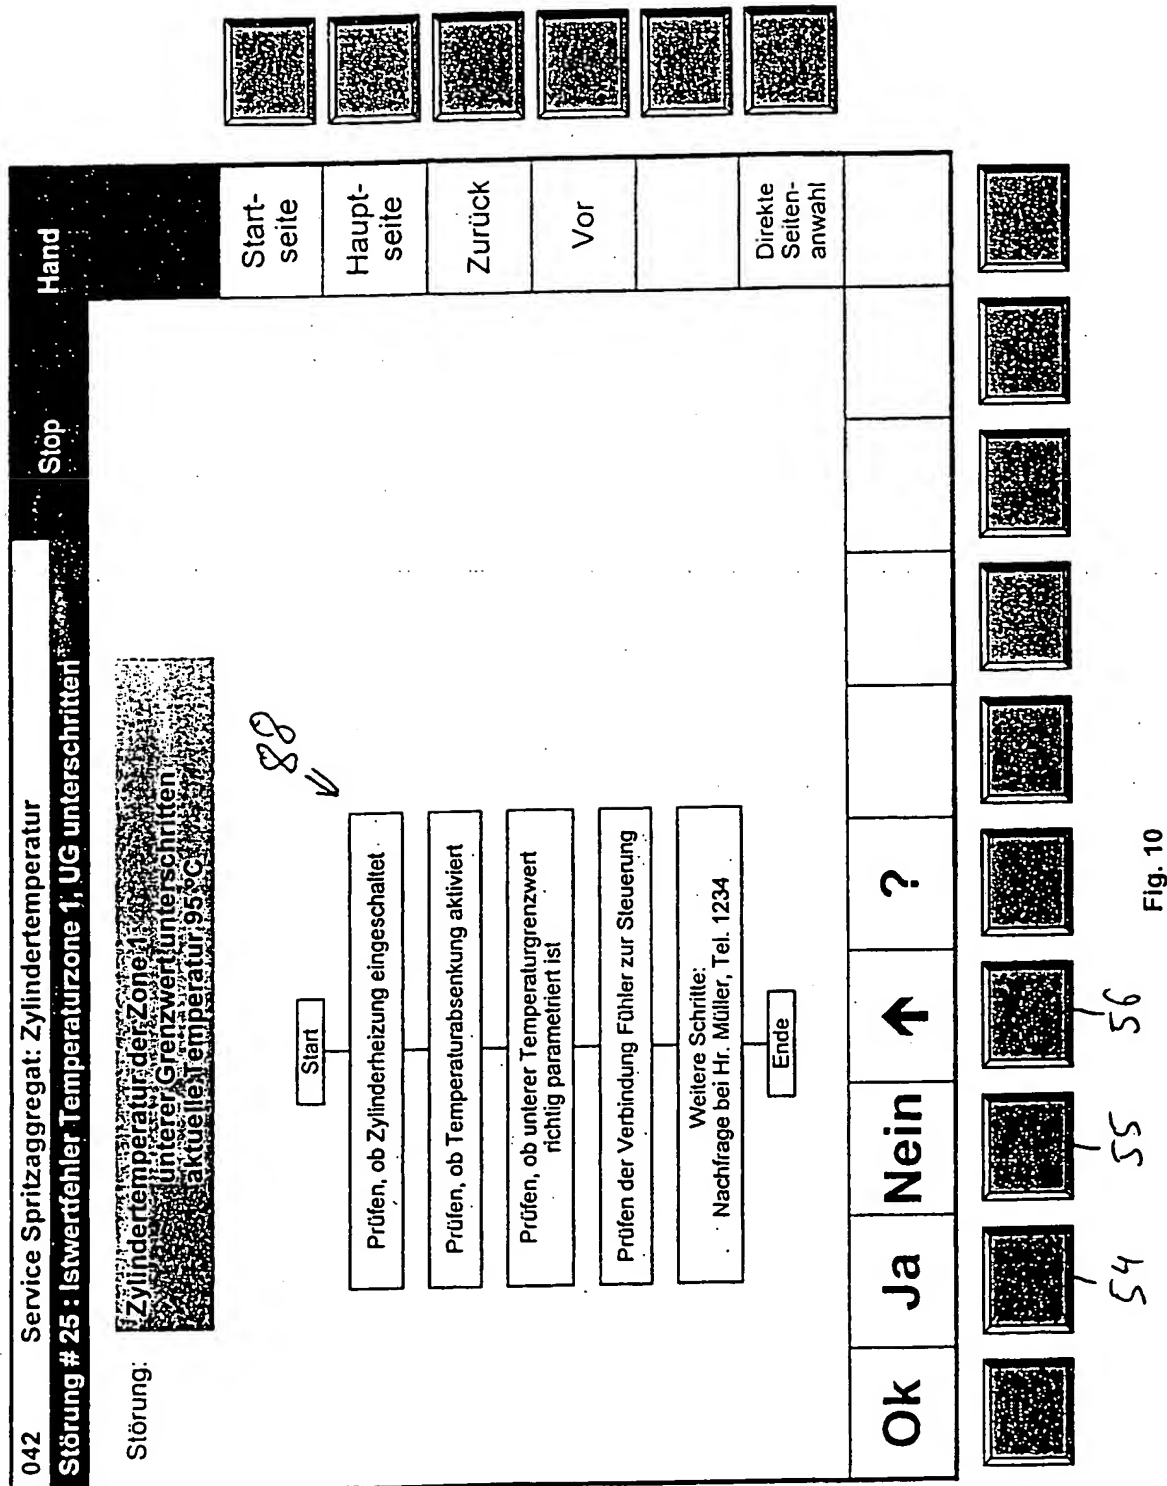 042 Service Spritzaggregat: Zylindertemperatur
Stop Hand
Störung # 25 : Istwertfehler Temperaturzone 1, UG unterschritten
Störung:
Zylindertemperatur der Zone 1
unterer Grenzwert unterschritten
aktuelle Temperatur 95°C
88
Start
Prüfen, ob Zylinderheizung eingeschaltet
Prüfen, ob Temperaturabsenkung aktiviert
Prüfen, ob unterer Temperaturgrenzwert
richtig parametriert ist
Prüfen der Verbindung Fühler zur Steuerung
Weitere Schritte:
Nachfrage bei Hr. Müller, Tel. 1234
Ende
Start-
seite
Haupt-
seite
Zurück
Vor
Direkte
Seiten-
anwahl
Ok Ja Nein ↑ ?
54 55 56
Fig. 10